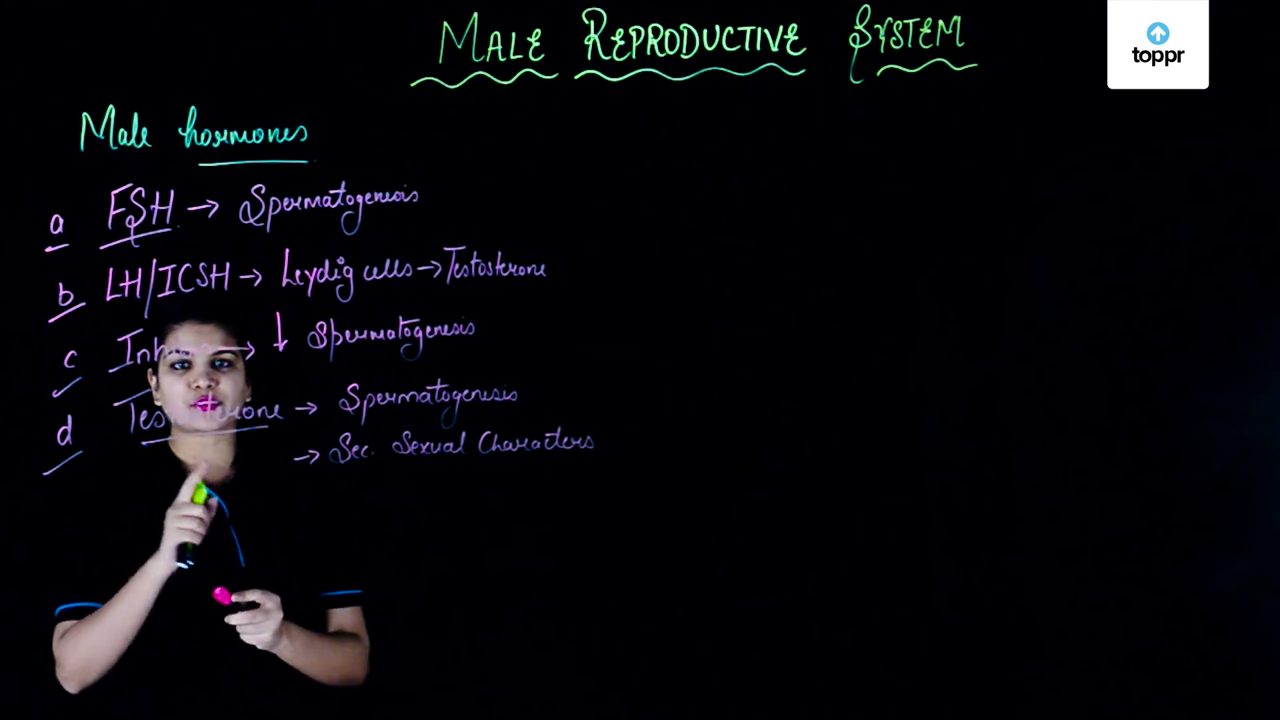 MALE REPRODUCTIVE SYSTEM
toppr
Male hormones
a FSH → Spermatogenesis
b LH/ICSH → Leydig cells → Testosterone
c → ↓ Spermatogenesis
d → Spermatogenesis
→ Sec. Sexual Characters